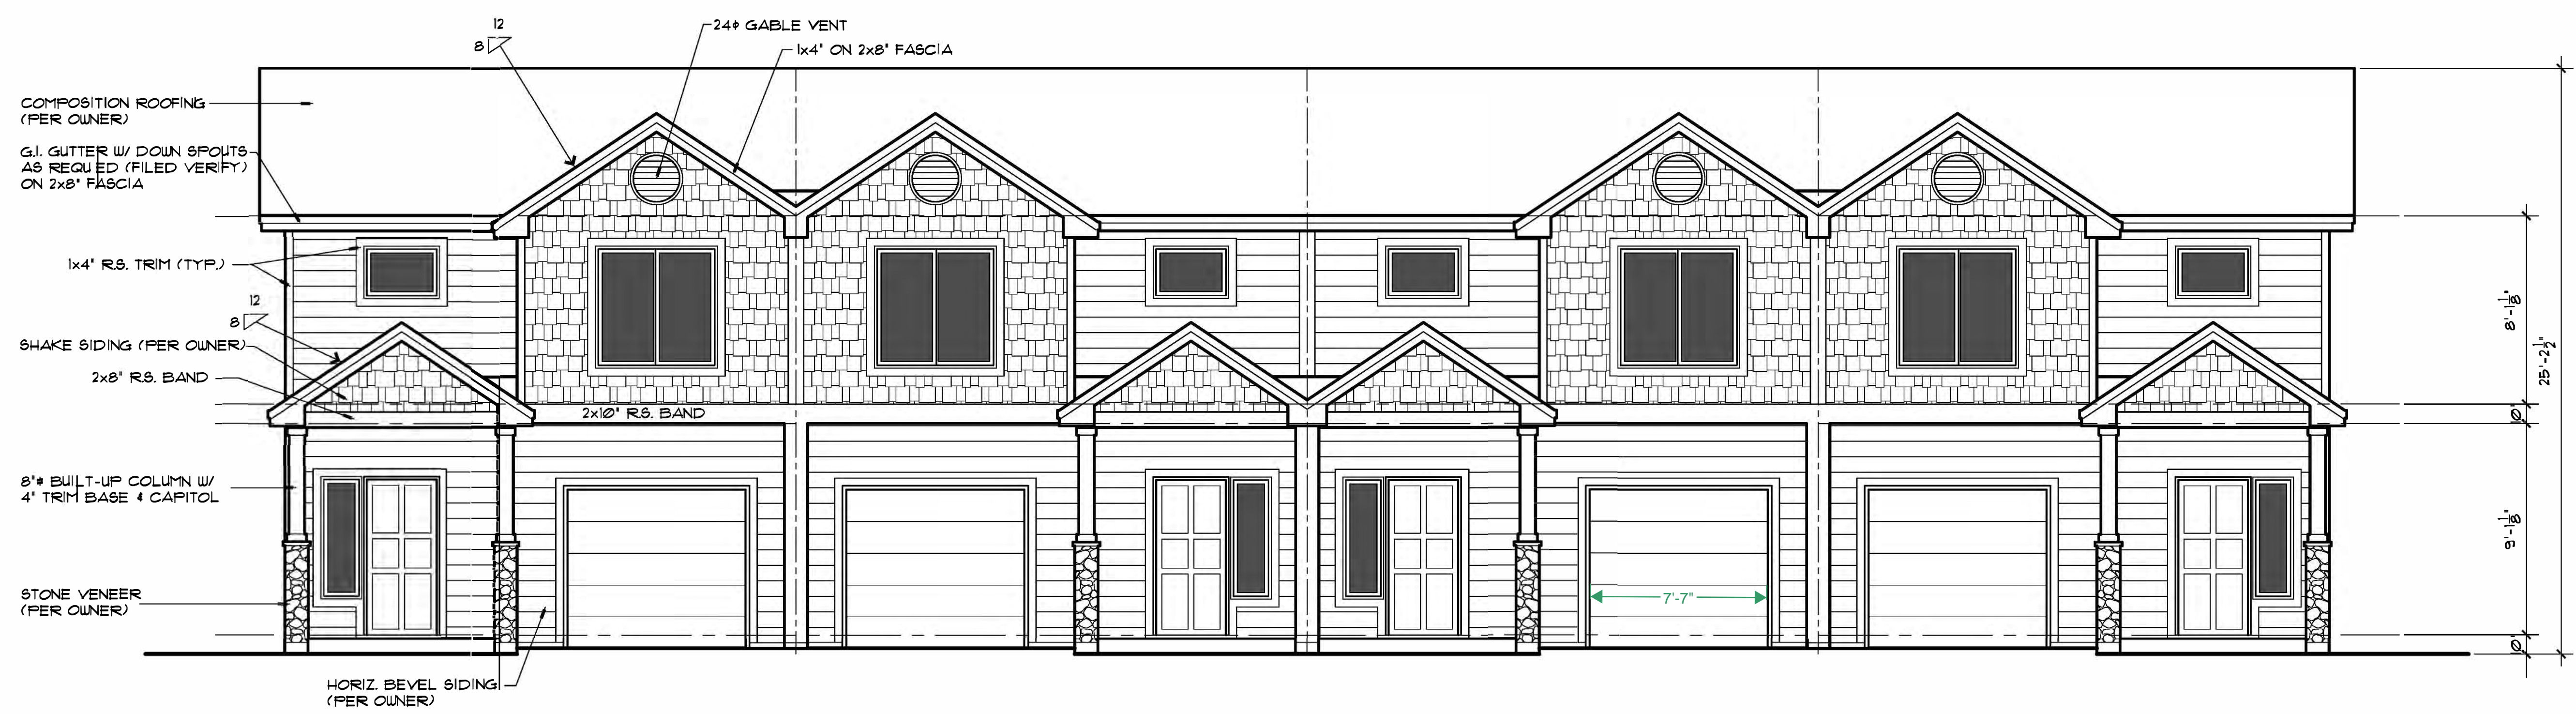 12
8
24ϕ GABLE VENT
1x4" ON 2x8" FASCIA
COMPOSITION ROOFING
(PER OWNER)
G.I. GUTTER W/ DOWN SPOUTS
AS REQUIED (FILED VERIFY)
ON 2x8" FASCIA
1x4" R.S. TRIM (TYP.)
12
8
SHAKE SIDING (PER OWNER)
2x8" R.S. BAND
2x10" R.S. BAND
8"ϕ BUILT-UP COLUMN W/
4" TRIM BASE & CAPITOL
STONE VENEER
(PER OWNER)
HORIZ. BEVEL SIDING
(PER OWNER)
7'-7"
8'-1 1/8"
25'-2 1/2"
10"
9'-1 1/8"
10"